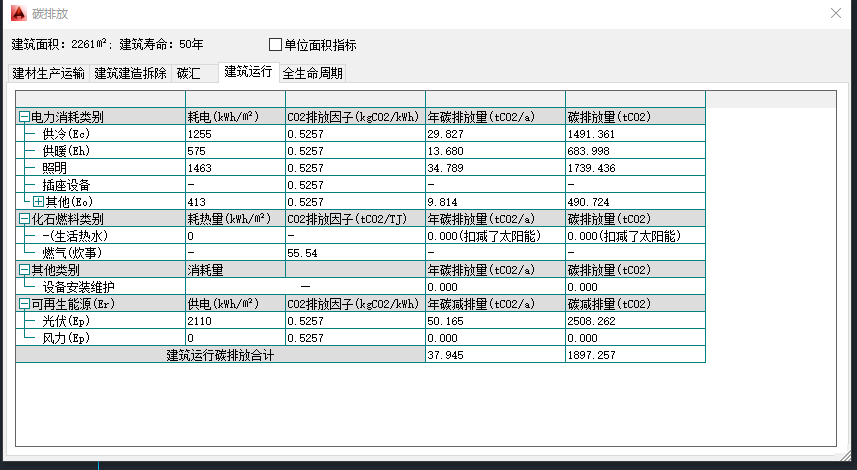 碳排放
建筑面积: 2261㎡; 建筑寿命: 50年 单位面积指标
建材生产运输 建筑建造拆除 碳汇 建筑运行 全生命周期
电力消耗类别 耗电(kWh/㎡) CO2排放因子(kgCO2/kWh) 年碳排放量(tCO2/a) 碳排放量(tCO2)
供冷(Ec) 1255 0.5257 29.827 1491.361
供暖(Eh) 575 0.5257 13.680 683.998
照明 1463 0.5257 34.789 1739.436
插座设备 - 0.5257 - -
其他(Eo) 413 0.5257 9.814 490.724
化石燃料类别 耗热量(kWh/㎡) CO2排放因子(tCO2/TJ) 年碳排放量(tCO2/a) 碳排放量(tCO2)
-(生活热水) 0 - 0.000(扣减了太阳能) 0.000(扣减了太阳能)
燃气(炊事) - 55.54 - -
其他类别 消耗量 年碳排放量(tCO2/a) 碳排放量(tCO2)
设备安装维护 — 0.000 0.000
可再生能源(Er) 供电(kWh/㎡) CO2排放因子(kgCO2/kWh) 年碳减排量(tCO2/a) 碳减排量(tCO2)
光伏(Ep) 2110 0.5257 50.165 2508.262
风力(Ep) 0 0.5257 0.000 0.000
建筑运行碳排放合计 37.945 1897.257